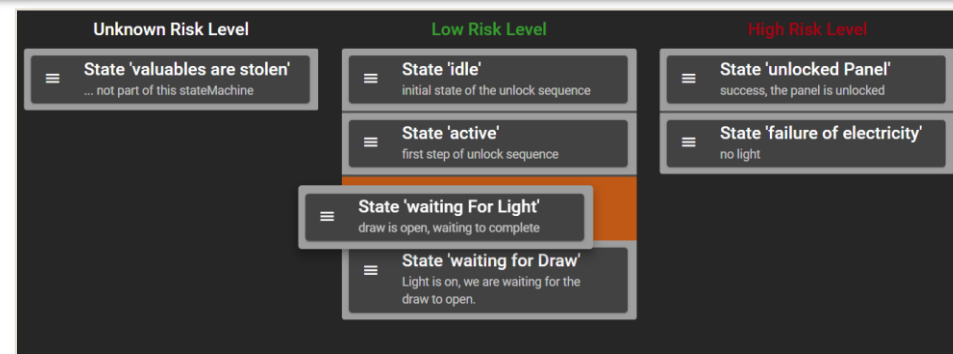 Unknown Risk Level
State 'valuables are stolen'
... not part of this stateMachine
Low Risk Level
State 'idle'
initial state of the unlock sequence
State 'active'
first step of unlock sequence
State 'waiting For Light'
draw is open, waiting to complete
State 'waiting for Draw'
Light is on, we are waiting for the
draw to open.
High Risk Level
State 'unlocked Panel'
success, the panel is unlocked
State 'failure of electricity'
no light